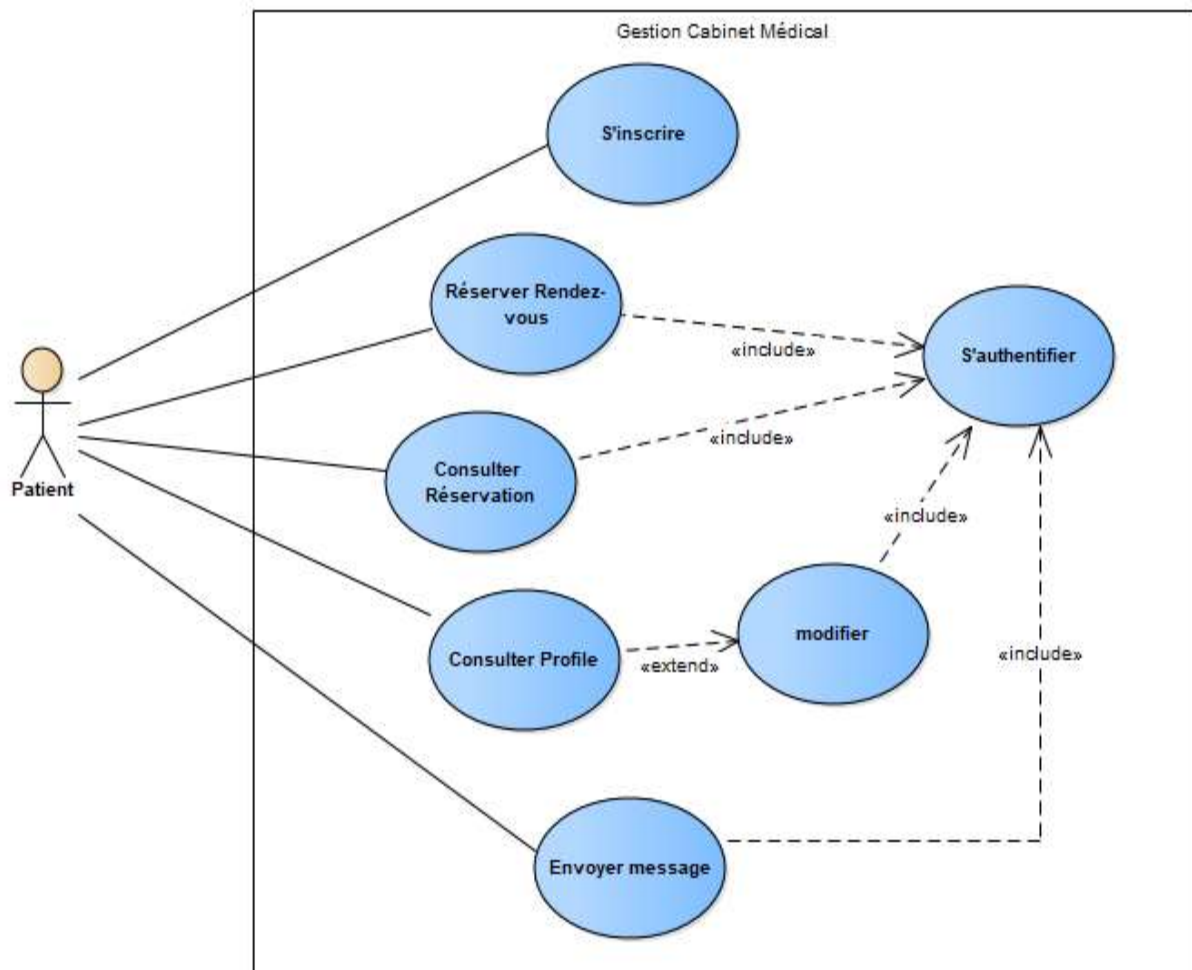 Gestion Cabinet Médical
S'inscrire
Réserver Rendez-
vous
«include»
S'authentifier
«include»
Consulter
Réservation
Patient
«include»
modifier
Consulter Profile
«extend»
«include»
Envoyer message